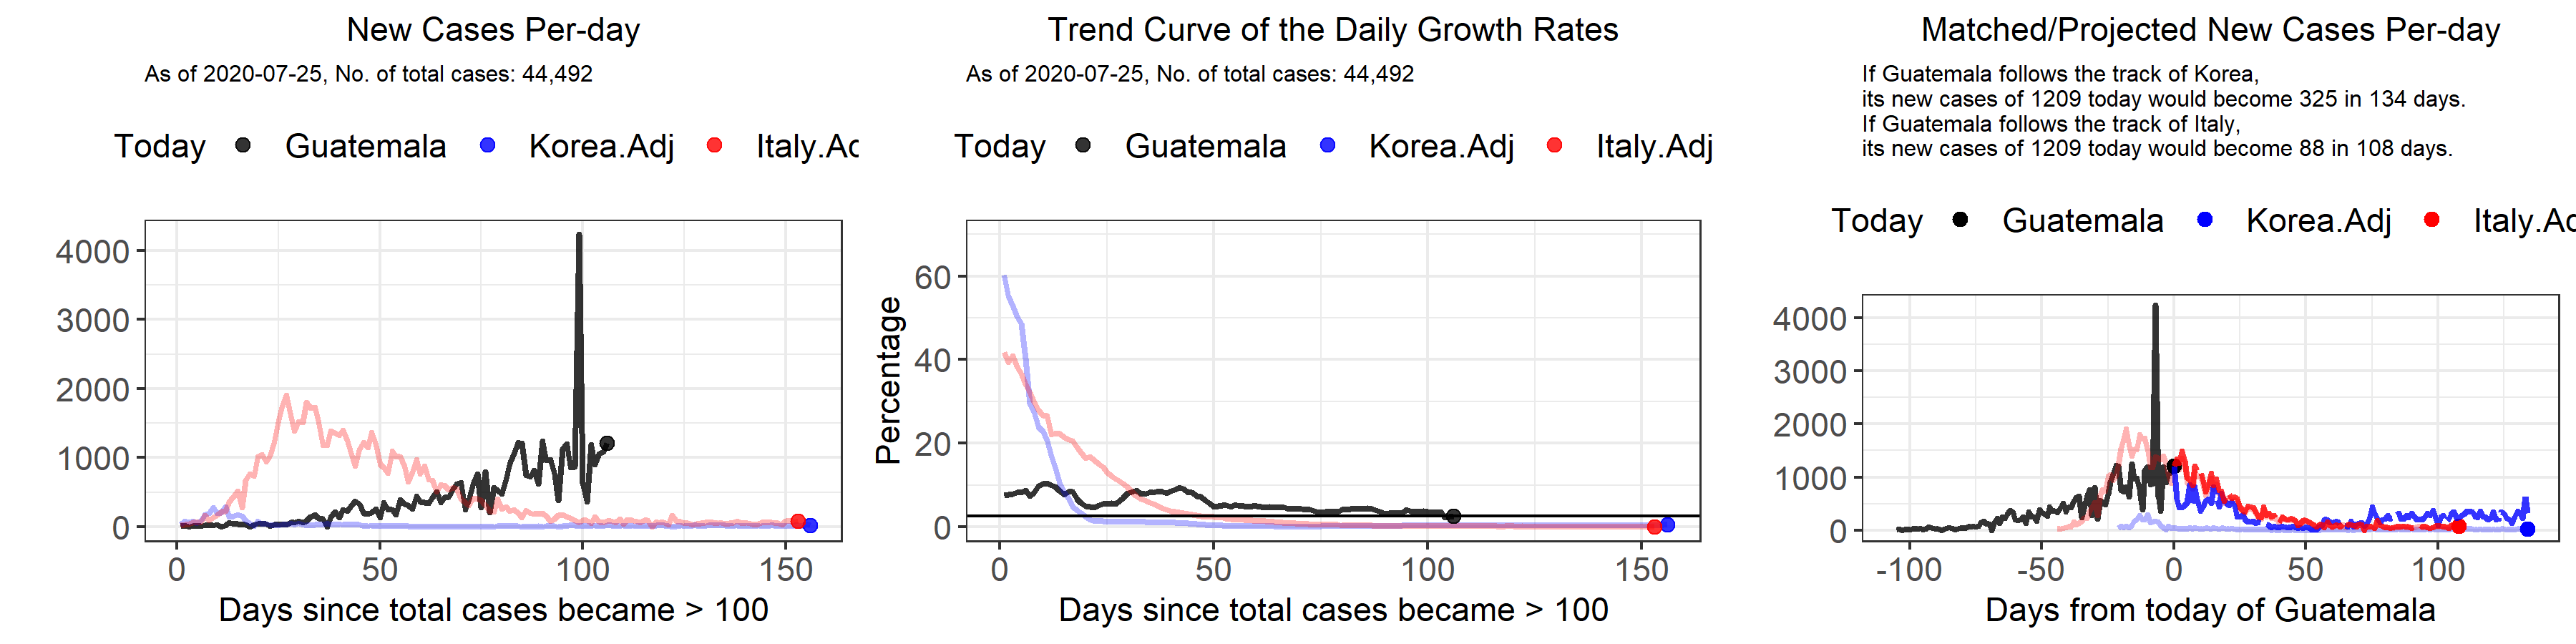 New Cases Per-day
As of 2020-07-25, No. of total cases: 44,492
Today Guatemala Korea.Adj Italy.Ac
4000
3000
2000
1000
0
0 50 100 150
Days since total cases became > 100
Trend Curve of the Daily Growth Rates
As of 2020-07-25, No. of total cases: 44,492
Today Guatemala Korea.Adj Italy.Adj
Percentage
60
40
20
0
0 50 100 150
Days since total cases became > 100
Matched/Projected New Cases Per-day
If Guatemala follows the track of Korea,
its new cases of 1209 today would become 325 in 134 days.
If Guatemala follows the track of Italy,
its new cases of 1209 today would become 88 in 108 days.
Today Guatemala Korea.Adj Italy.Ac
4000
3000
2000
1000
0
-100 -50 0 50 100
Days from today of Guatemala